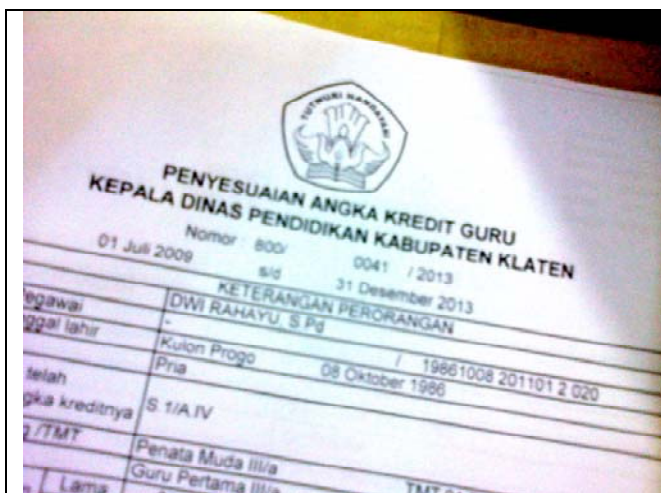 TUT WURI HANDAYANI
PENYESUAIAN ANGKA KREDIT GURU
KEPALA DINAS PENDIDIKAN KABUPATEN KLATEN
Nomor : 800/ 0041 / 2013
01 Juli 2009 s/d 31 Desember 2013
KETERANGAN PERORANGAN
egawai DWI RAHAYU, S.Pd / 19861008 201101 2 020
-
ggal lahir Kulon Progo 08 Oktober 1986
Pria
telah
gka kreditnya S.1/A.IV
/TMT Penata Muda III/a TMT
Guru Pertama III/a
Lama